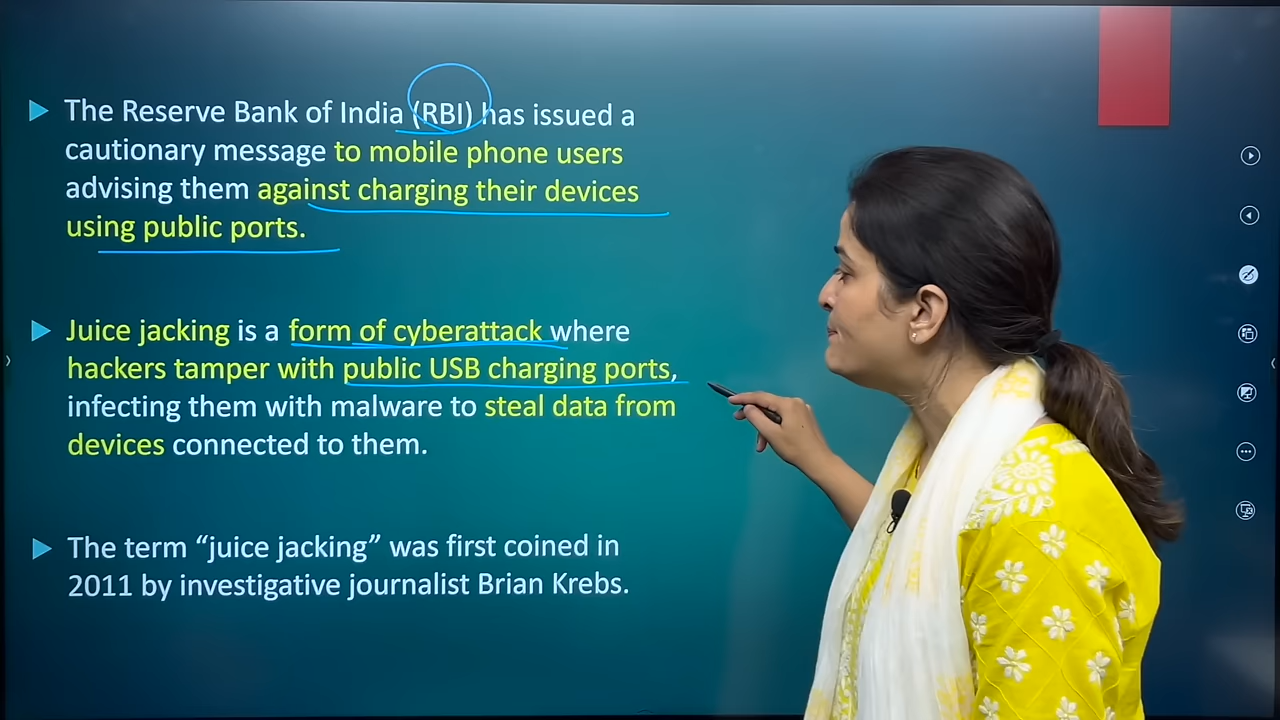 The Reserve Bank of India (RBI) has issued a
cautionary message to mobile phone users
advising them against charging their devices
using public ports.
Juice jacking is a form of cyberattack where
hackers tamper with public USB charging ports,
infecting them with malware to steal data from
devices connected to them.
The term “juice jacking” was first coined in
2011 by investigative journalist Brian Krebs.